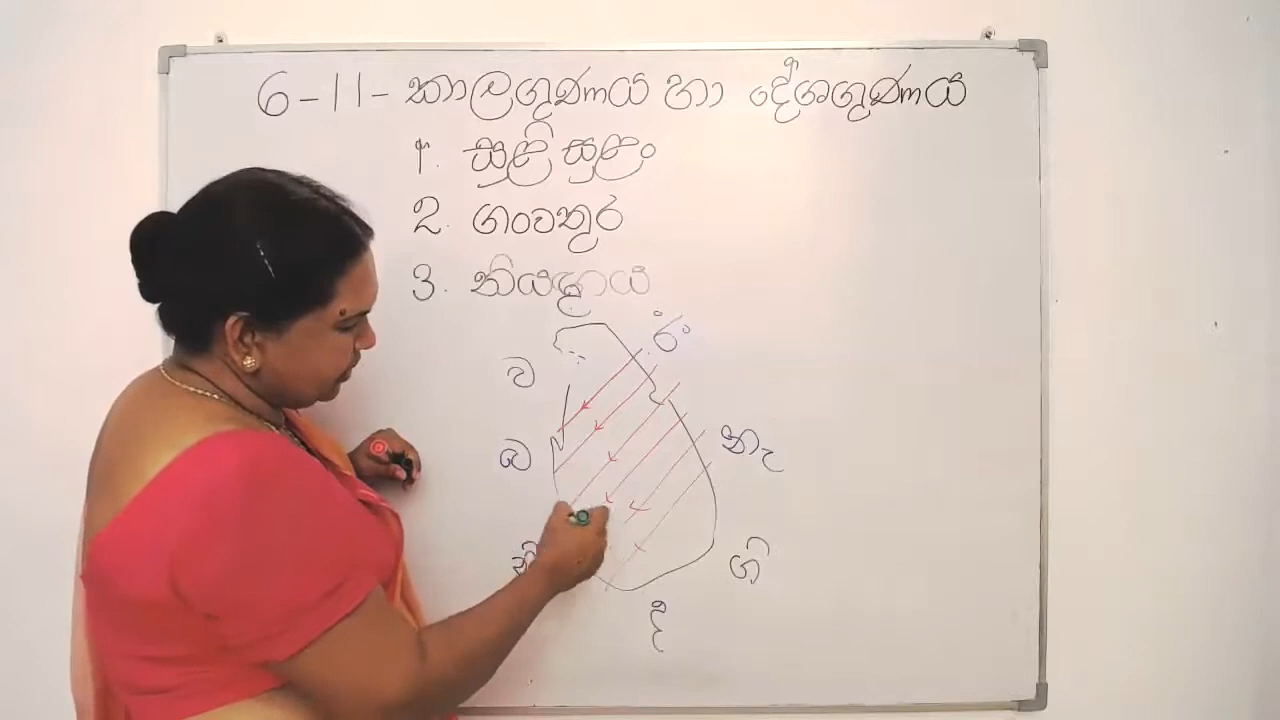 6-11- කාලගුණය හා දේශගුණය
1. සුළි සුළං
2. ගංවතුර
3. නියඟය
උ
ව
බ
නැ
නි
ගි
ද